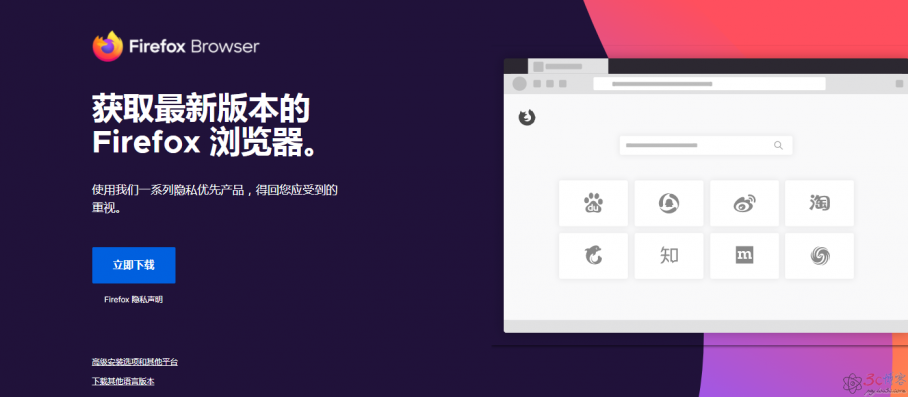 Firefox Browser
获取最新版本的
Firefox 浏览器。
使用我们一系列隐私优先产品，得回您应受到的
重视。
立即下载
Firefox 隐私声明
高级安装选项和其他平台
下载其他语言版本
du
淘
知
m